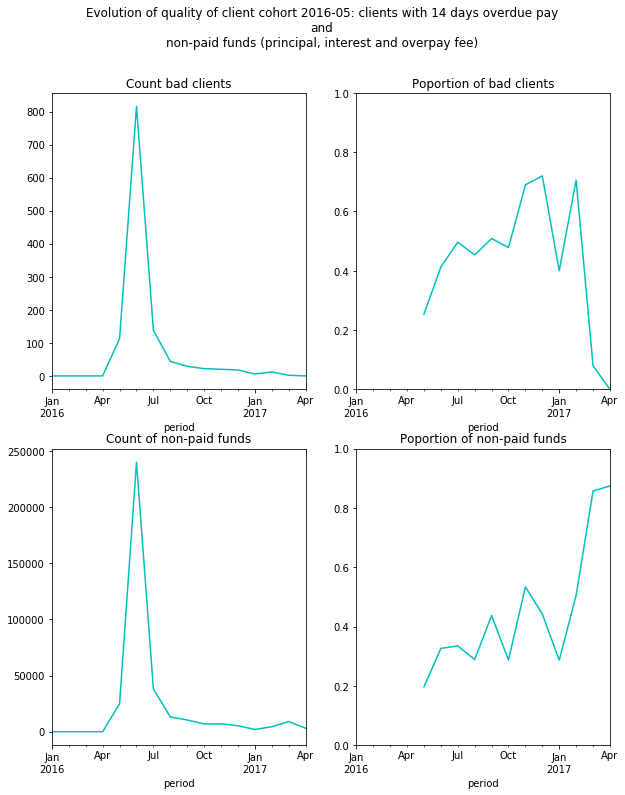 Evolution of quality of client cohort 2016-05: clients with 14 days overdue pay
and
non-paid funds (principal, interest and overpay fee)
Count bad clients
800
700
600
500
400
300
200
100
0
Jan
2016
Apr
Jul
Oct
Jan
2017
Apr
period
Poportion of bad clients
1.0
0.8
0.6
0.4
0.2
0.0
Jan
2016
Apr
Jul
Oct
Jan
2017
Apr
period
Count of non-paid funds
250000
200000
150000
100000
50000
0
Jan
2016
Apr
Jul
Oct
Jan
2017
Apr
period
Poportion of non-paid funds
1.0
0.8
0.6
0.4
0.2
0.0
Jan
2016
Apr
Jul
Oct
Jan
2017
Apr
period